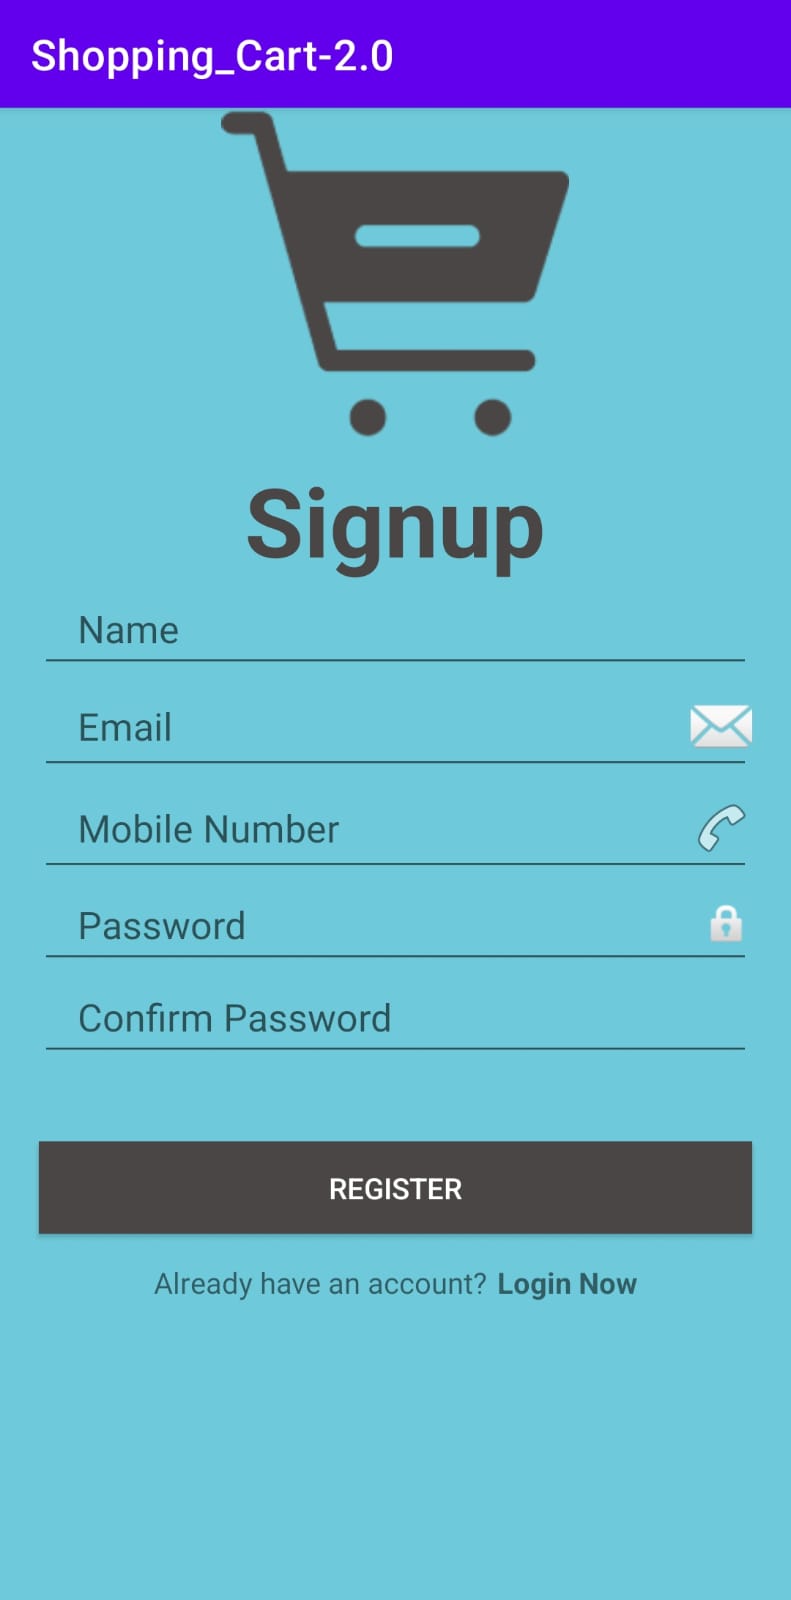 Shopping_Cart-2.0
Signup
Name
Email
Mobile Number
Password
Confirm Password
REGISTER
Already have an account? Login Now